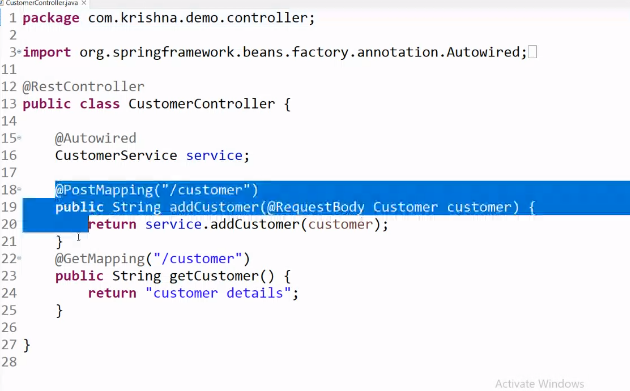 CustomerController.java
1 package com.krishna.demo.controller;
2
3 import org.springframework.beans.factory.annotation.Autowired;
11
12 @RestController
13 public class CustomerController {
14
15     @Autowired
16     CustomerService service;
17
18     @PostMapping("/customer")
19     public String addCustomer(@RequestBody Customer customer) {
20         return service.addCustomer(customer);
21     }
22     @GetMapping("/customer")
23     public String getCustomer() {
24         return "customer details";
25     }
26
27 }
28
Activate Windows